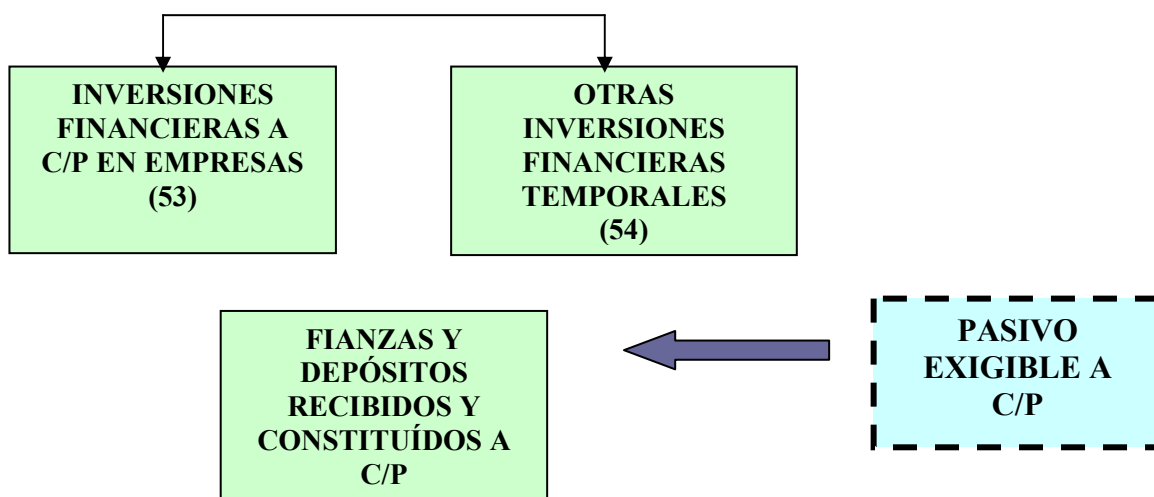 INVERSIONES
FINANCIERAS A
C/P EN EMPRESAS
(53)
OTRAS
INVERSIONES
FINANCIERAS
TEMPORALES
(54)
FIANZAS Y
DEPÓSITOS
RECIBIDOS Y
CONSTITUÍDOS A
C/P
PASIVO
EXIGIBLE A
C/P